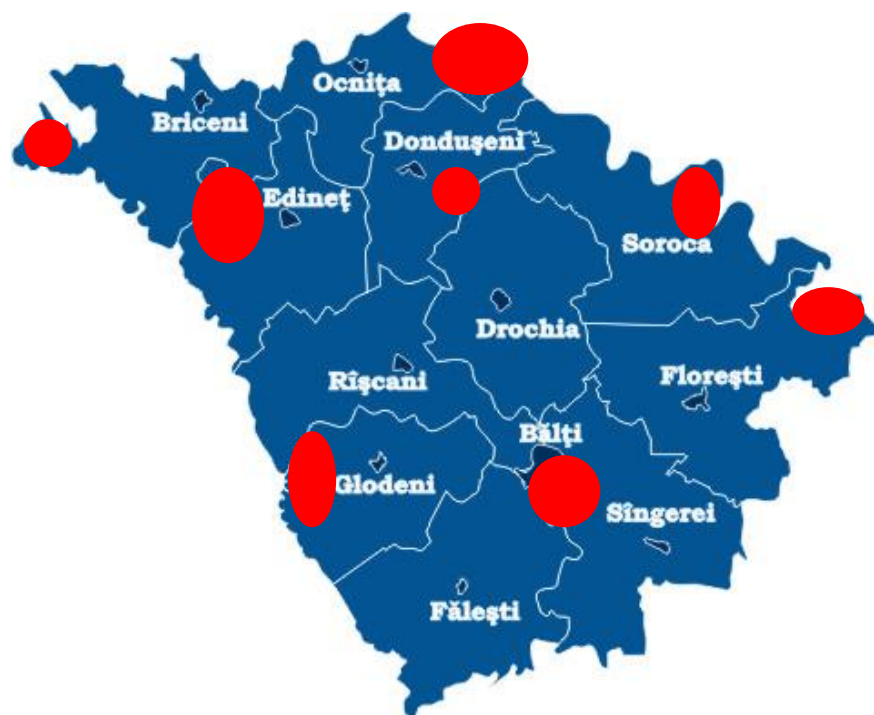 Ocnița
Briceni
Dondușeni
Edineț
Soroca
Drochia
Rîșcani
Florești
Bălți
Glodeni
Sîngerei
Fălești